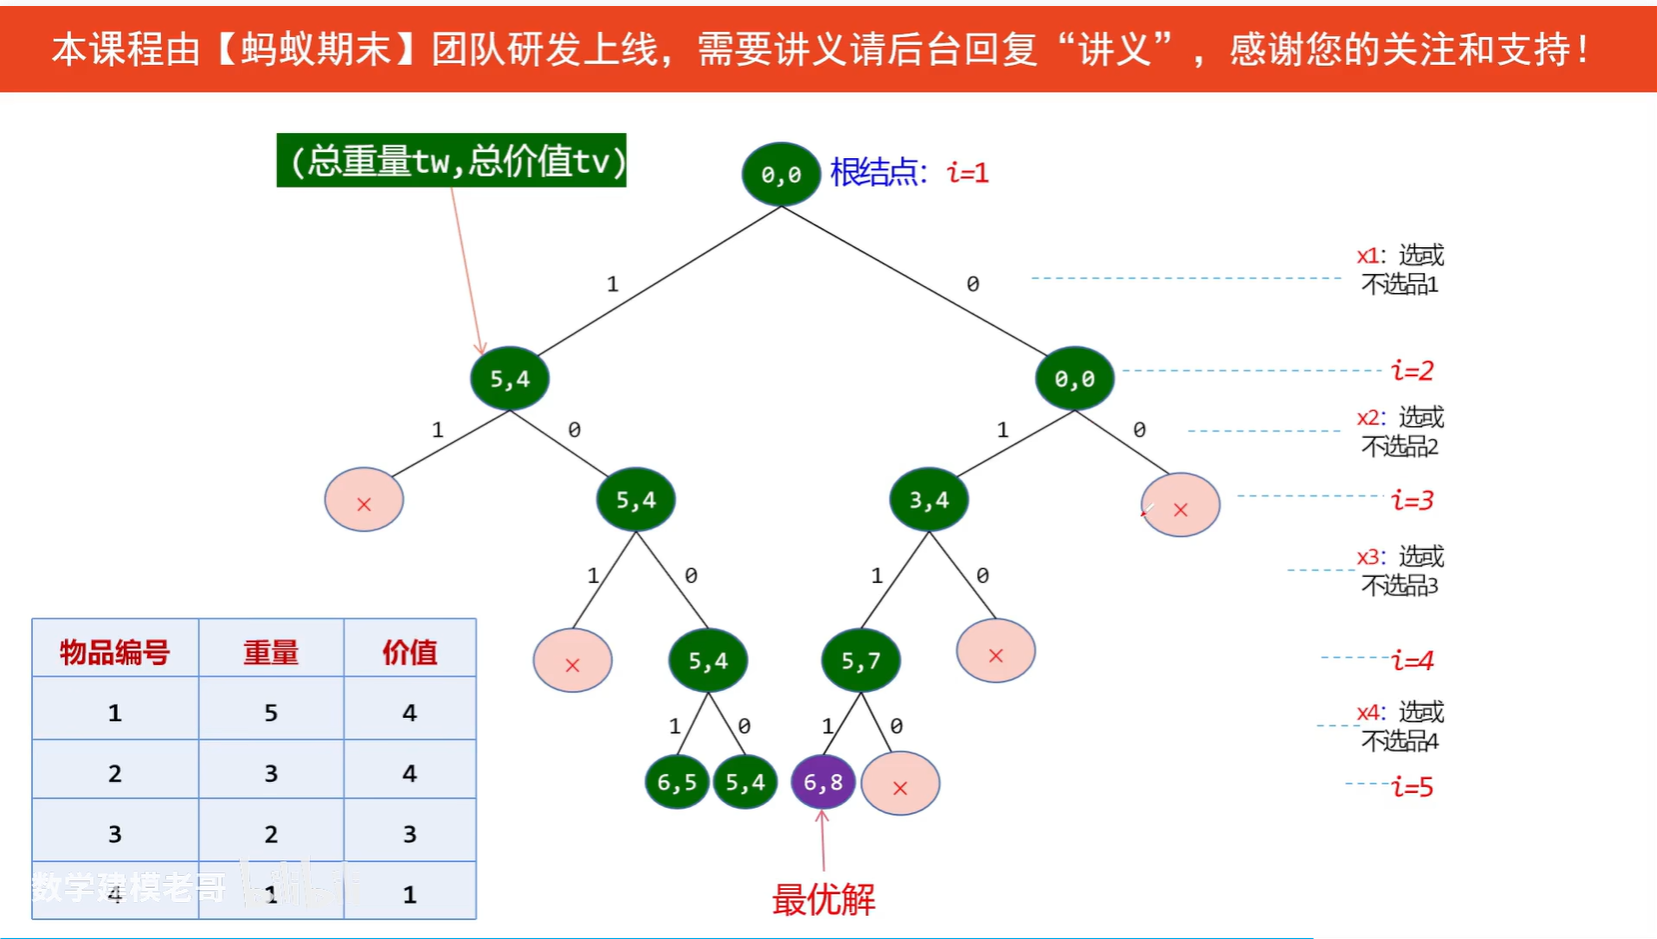 本课程由【蚂蚁期末】团队研发上线，需要讲义请后台回复“讲义”，感谢您的关注和支持！
(总重量tw,总价值tv)
0,0
根结点：i=1
1
0
x1：选或
不选品1
5,4
0,0
i=2
1
0
1
0
x2：选或
不选品2
×
5,4
3,4
×
i=3
1
0
1
0
x3：选或
不选品3
×
5,4
5,7
×
i=4
1
0
1
0
x4：选或
不选品4
6,5
5,4
6,8
×
i=5
最优解
物品编号 重量 价值
1 5 4
2 3 4
3 2 3
4 1 1
数学建模老哥 bilibili